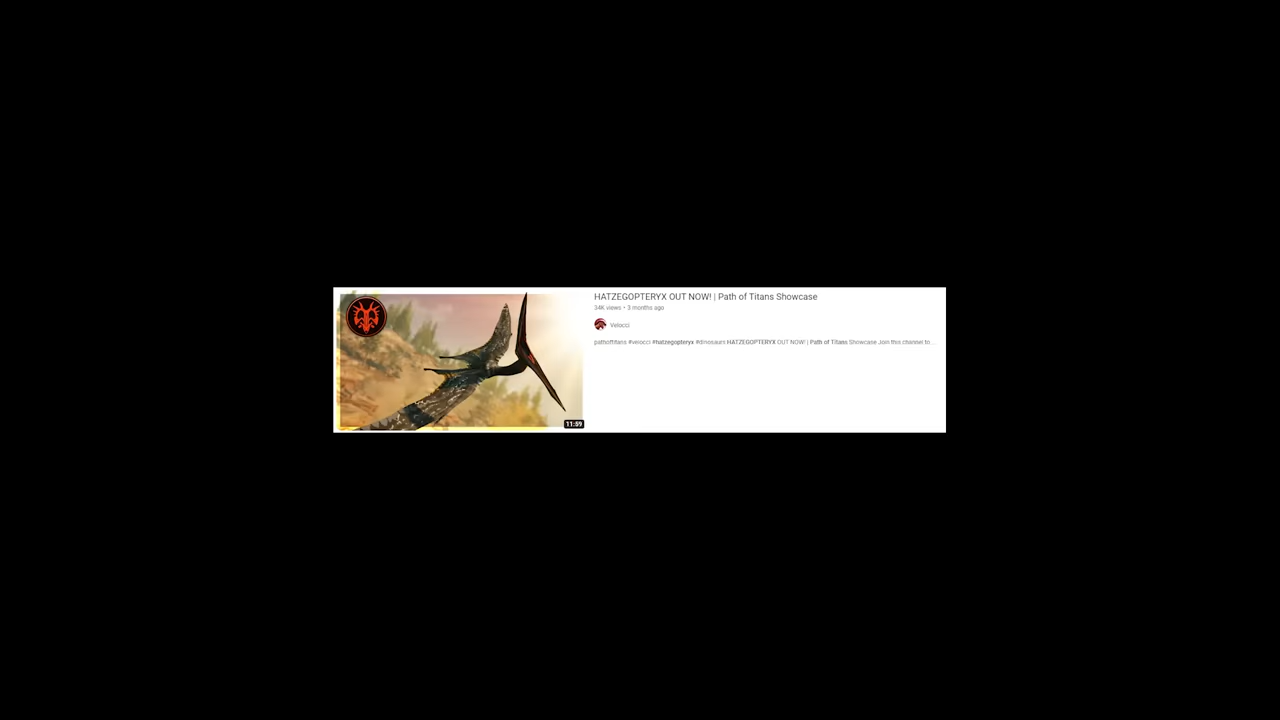 HATZEGOPTERYX OUT NOW! | Path of Titans Showcase
34K views • 3 months ago
Velocci
pathoftitans #velocci #hatzegopteryx #dinosaurs HATZEGOPTERYX OUT NOW! | Path of Titans Showcase Join this channel to ...
11:59